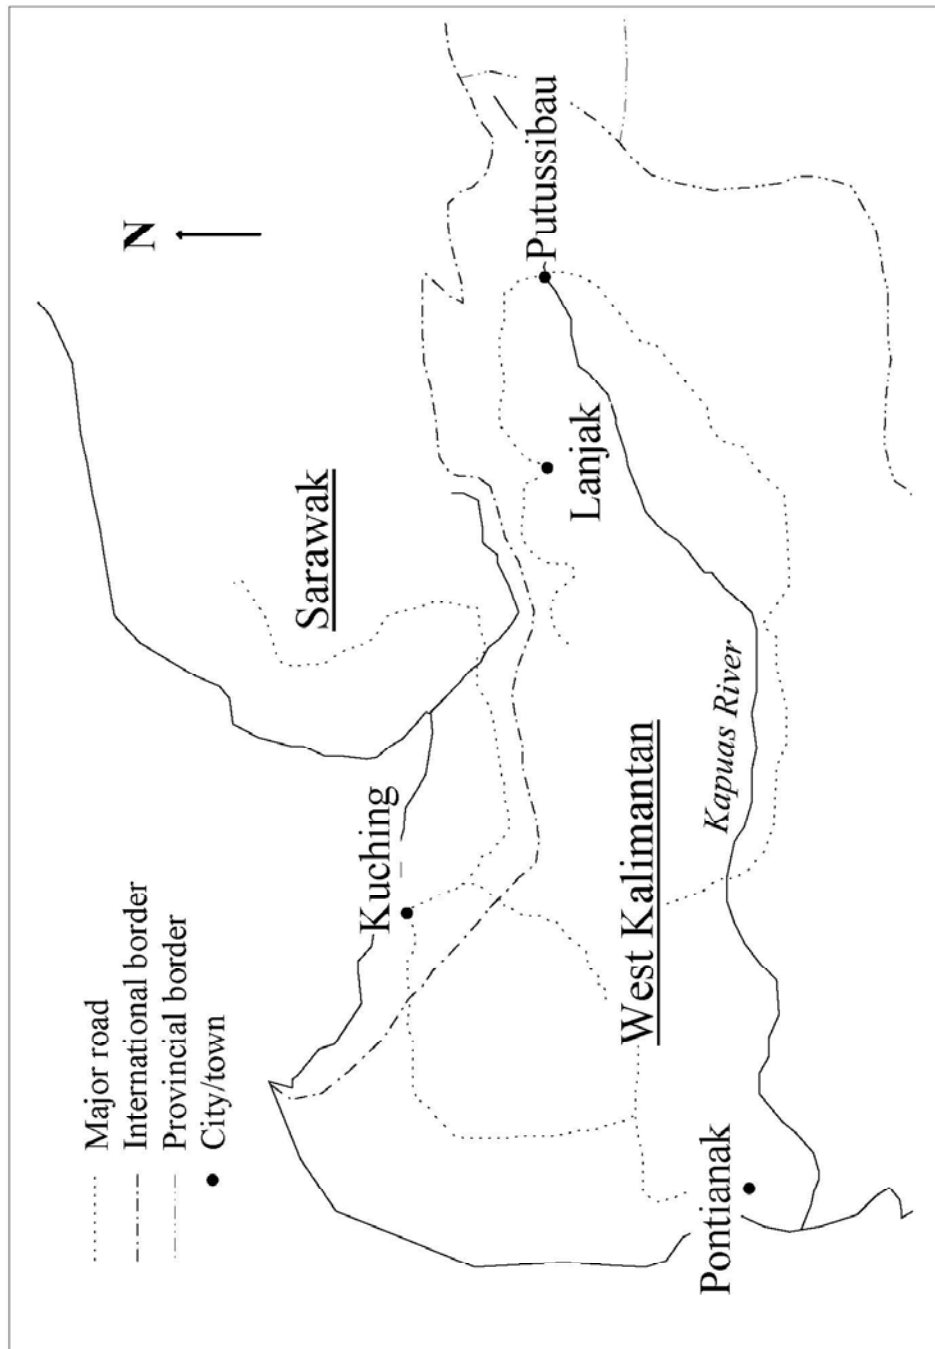 Major road
International border
Provincial border
City/town
N
Sarawak
Kuching
Putussibau
Lanjak
West Kalimantan
Kapuas River
Pontianak